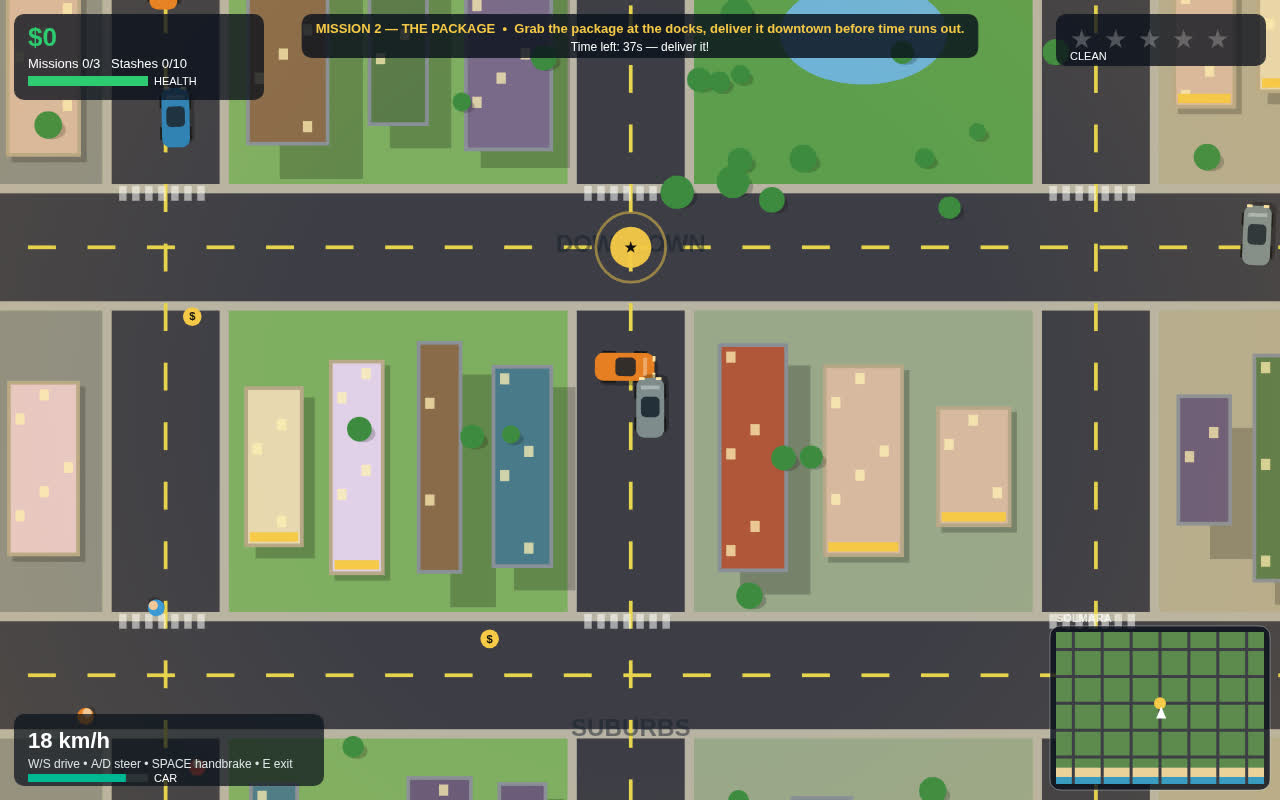 $0
Missions 0/3 Stashes 0/10
HEALTH
MISSION 2 — THE PACKAGE • Grab the package at the docks, deliver it downtown before time runs out.
Time left: 37s — deliver it!
★ ★ ★ ★ ★
CLEAN
DOWNTOWN
★
$
$
SOLMARA
SUBURBS
18 km/h
W/S drive • A/D steer • SPACE handbrake • E exit
CAR